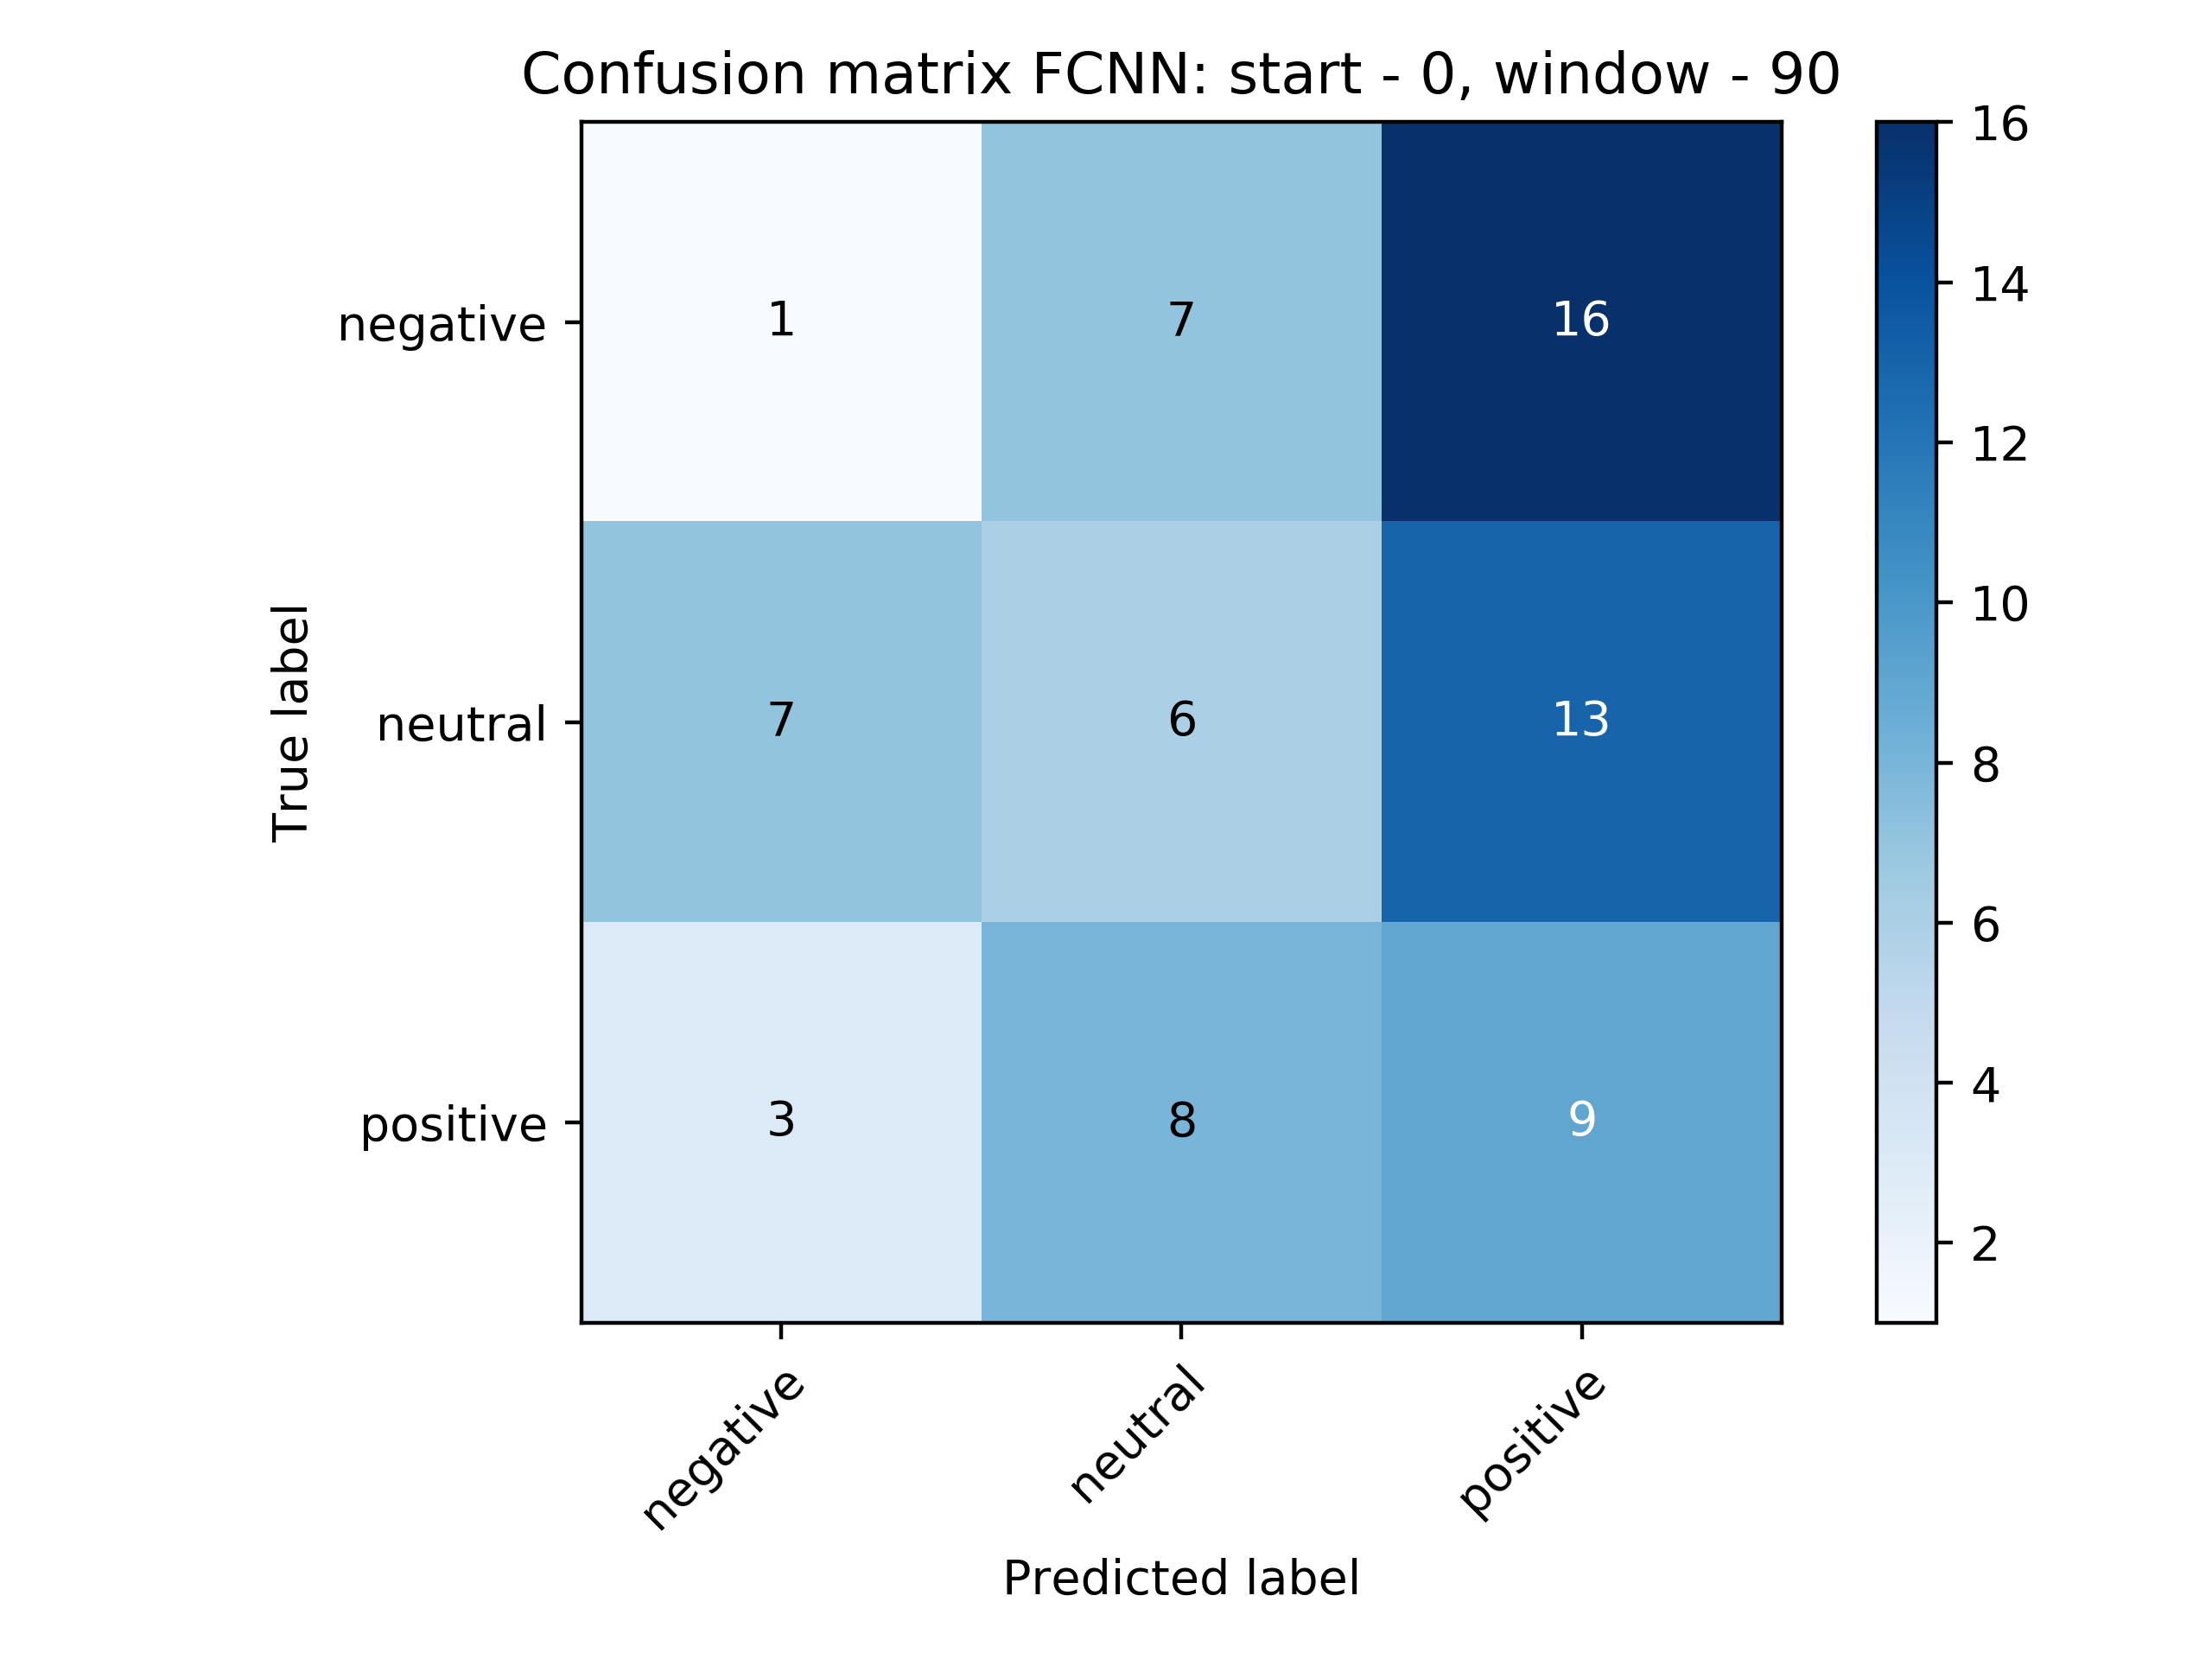 Confusion matrix FCNN: start - 0, window - 90
16
14
12
10
8
6
4
2
True label
negative
1 7 16
neutral
7 6 13
positive
3 8 9
negative neutral positive
Predicted label